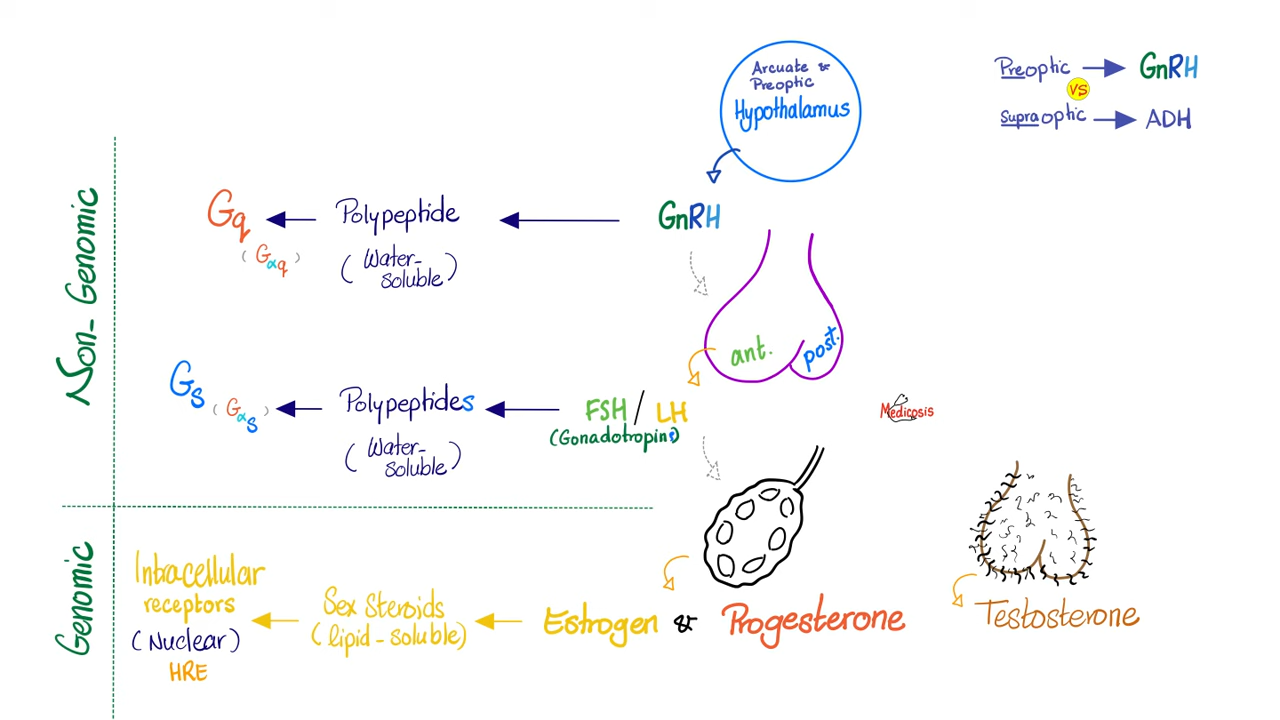 Arcuate &
Preoptic
Hypothalamus
Preoptic → GnRH
VS
Supraoptic → ADH
Non-Genomic
Gq ← Polypeptide ← GnRH
(Gαq)
(Water-
soluble)
ant. post.
Gs (Gαs) ← Polypeptides ← FSH/LH
(Gonadotropins)
(Water-
soluble)
Medicosis
Genomic
Intracellular
receptors
(Nuclear)
HRE
Sex Steroids
(lipid-soluble)
Estrogen & Progesterone
Testosterone